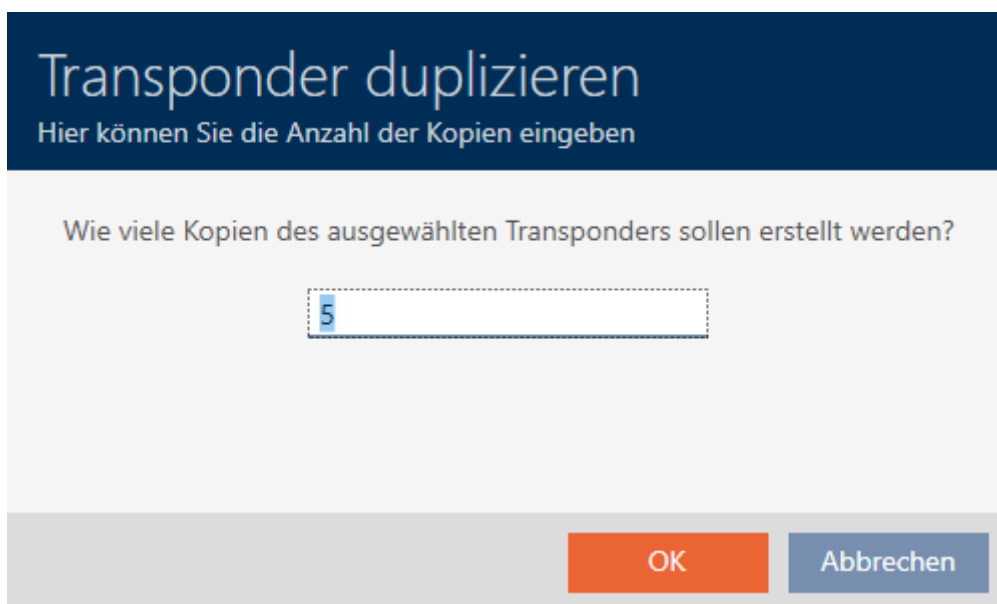 Transponder duplizieren
Hier können Sie die Anzahl der Kopien eingeben
Wie viele Kopien des ausgewählten Transponders sollen erstellt werden?
5
OK
Abbrechen